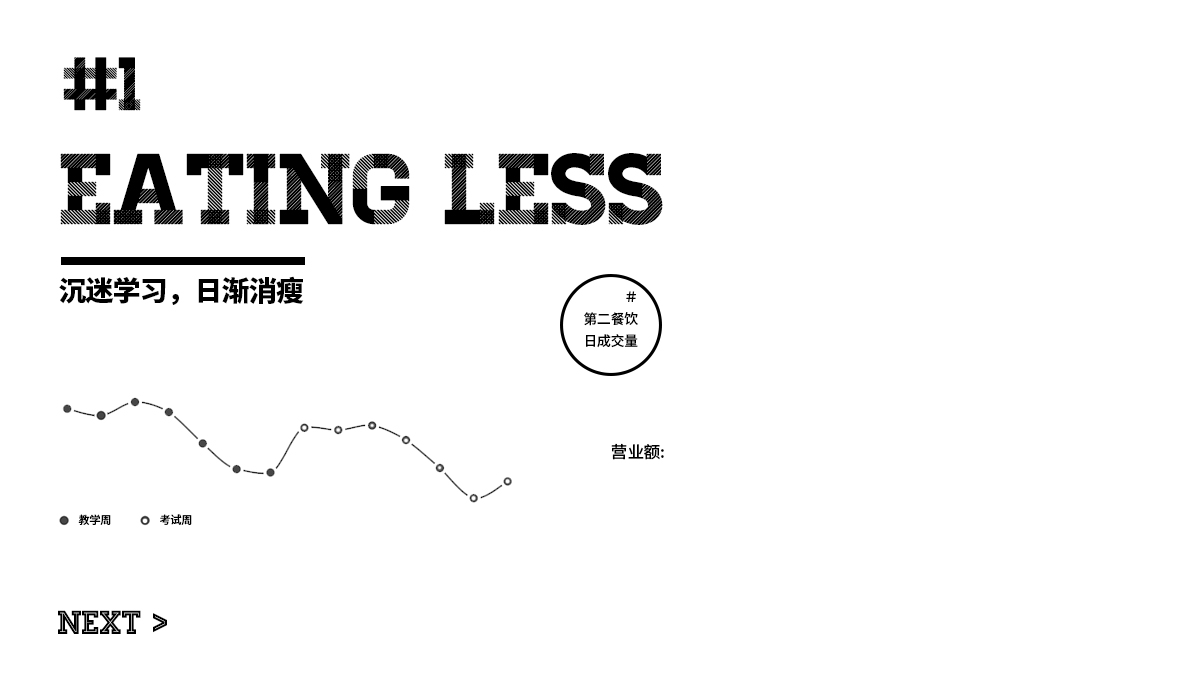 #1
EATING LESS
沉迷学习，日渐消瘦
#
第二餐饮
日成交量
营业额:
教学周
考试周
NEXT >